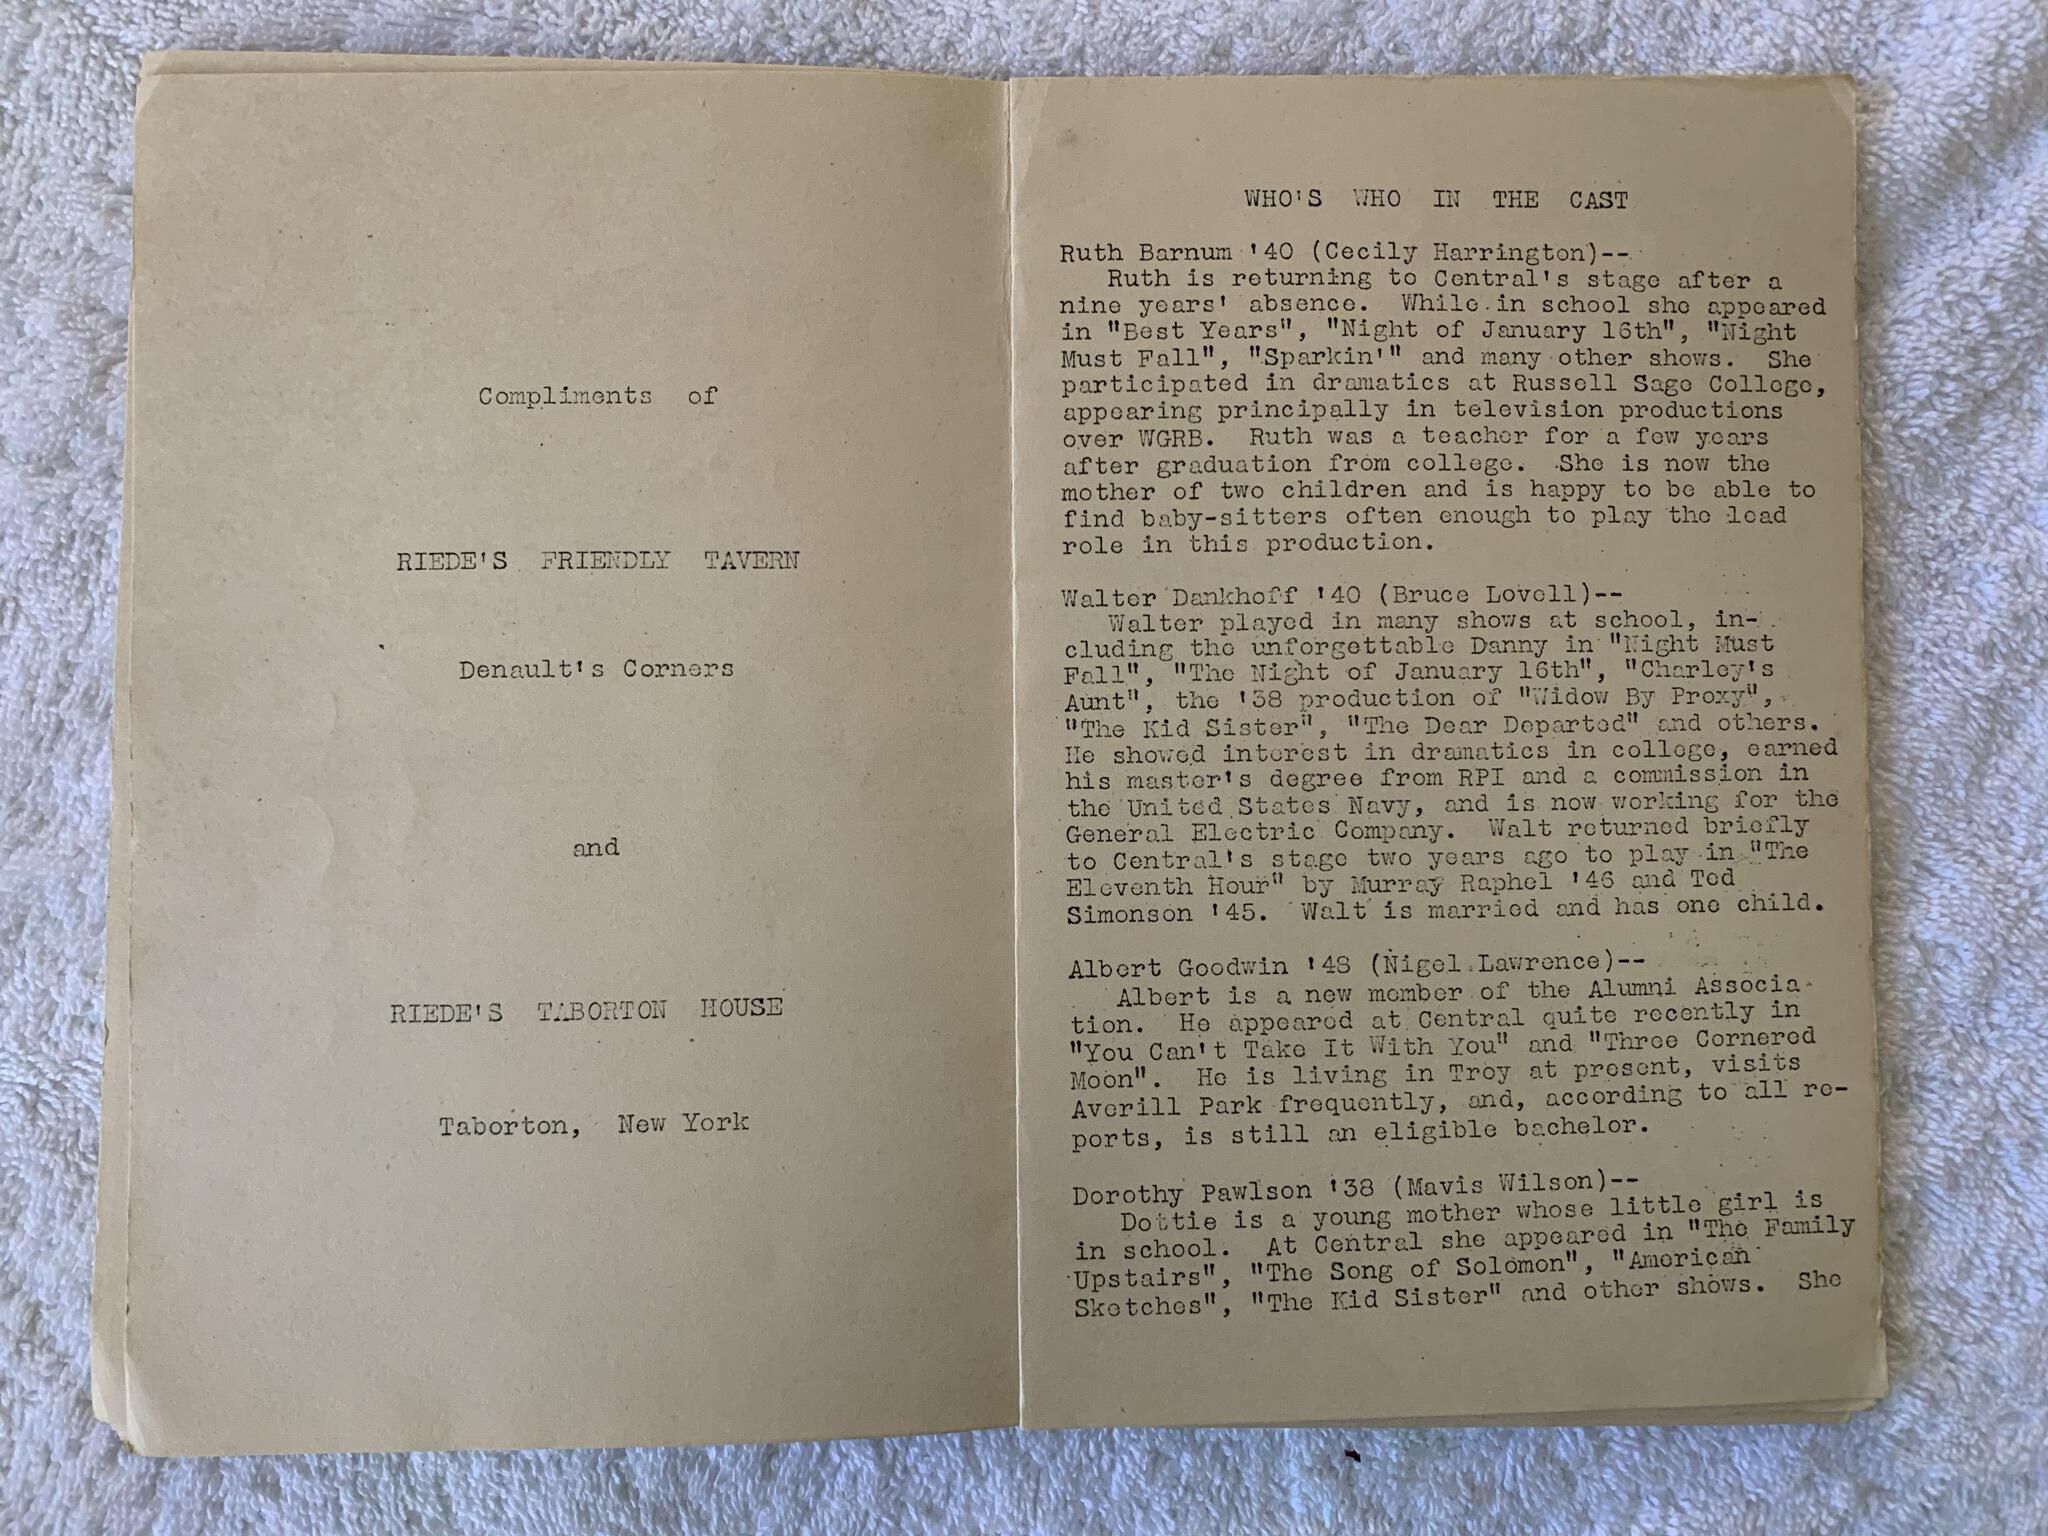 Compliments of
RIEDE'S FRIENDLY TAVERN
Denault's Corners
and
RIEDE'S TABORTON HOUSE
Taborton, New York
WHO'S WHO IN THE CAST
Ruth Barnum '40 (Cecily Harrington)--
Ruth is returning to Central's stage after a
nine years' absence. While in school she appeared
in "Best Years", "Night of January 16th", "Night
Must Fall", "Sparkin'" and many other shows. She
participated in dramatics at Russell Sage College,
appearing principally in television productions
over WGRB. Ruth was a teacher for a few years
after graduation from college. She is now the
mother of two children and is happy to be able to
find baby-sitters often enough to play the lead
role in this production.
Walter Dankhoff '40 (Bruce Lovell)--
Walter played in many shows at school, in-
cluding the unforgettable Danny in "Night Must
Fall", "The Night of January 16th", "Charley's
Aunt", the '38 production of "Widow By Proxy",
"The Kid Sister", "The Dear Departed" and others.
He showed interest in dramatics in college, earned
his master's degree from RPI and a commission in
the United States Navy, and is now working for the
General Electric Company. Walt returned briefly
to Central's stage two years ago to play in "The
Eleventh Hour" by Murray Raphel '46 and Ted
Simonson '45. Walt is married and has one child.
Albert Goodwin '48 (Nigel Lawrence)--
Albert is a new member of the Alumni Associa-
tion. He appeared at Central quite recently in
"You Can't Take It With You" and "Three Cornered
Moon". He is living in Troy at present, visits
Averill Park frequently, and, according to all re-
ports, is still an eligible bachelor.
Dorothy Pawlson '38 (Mavis Wilson)--
Dottie is a young mother whose little girl is
in school. At Central she appeared in "The Family
Upstairs", "The Song of Solomon", "American
Sketches", "The Kid Sister" and other shows. She